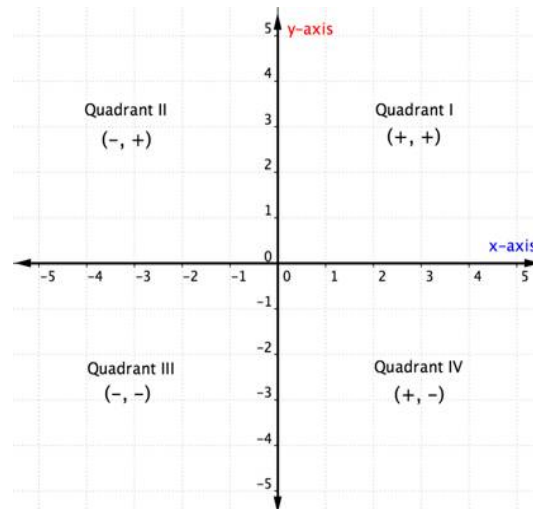 5
y-axis
4
Quadrant II
Quadrant I
3
(-, +)
(+, +)
2
1
x-axis
0
-5 -4 -3 -2 -1 0 1 2 3 4 5
-1
-2
Quadrant III
Quadrant IV
-3
(-, -)
(+, -)
-4
-5